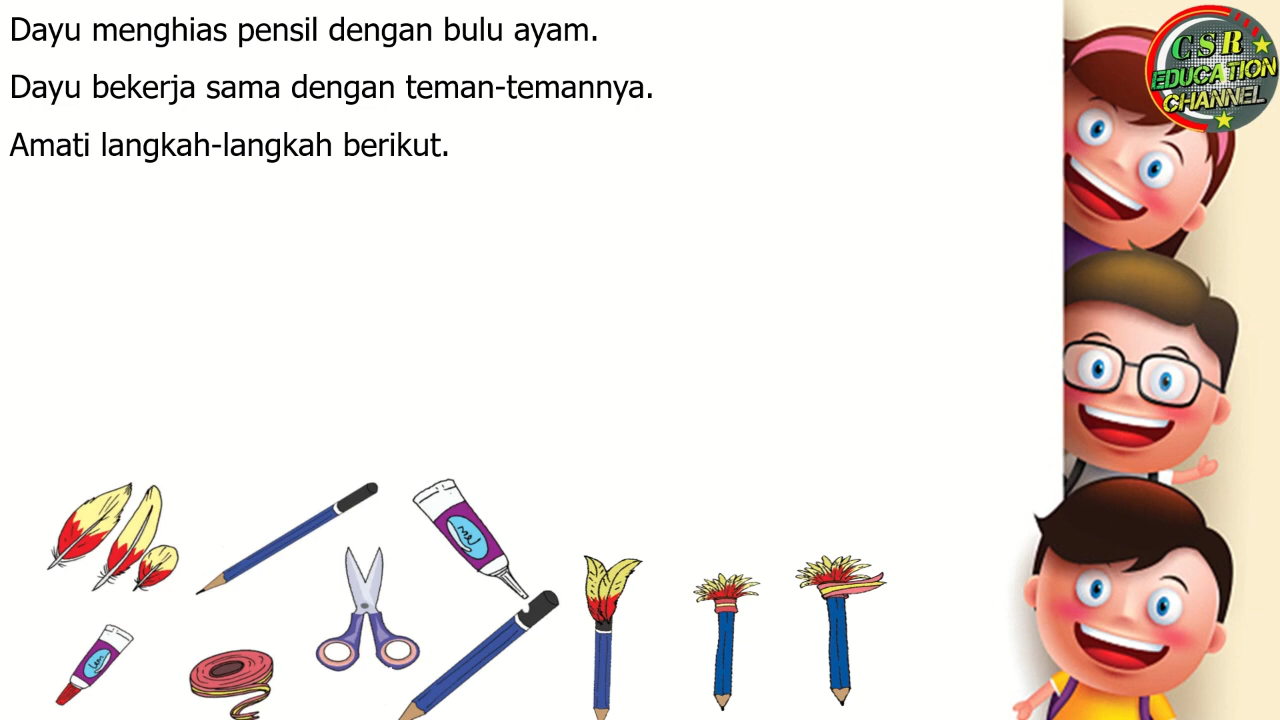 Dayu menghias pensil dengan bulu ayam.
Dayu bekerja sama dengan teman-temannya.
Amati langkah-langkah berikut.
CSR
EDUCATION
CHANNEL